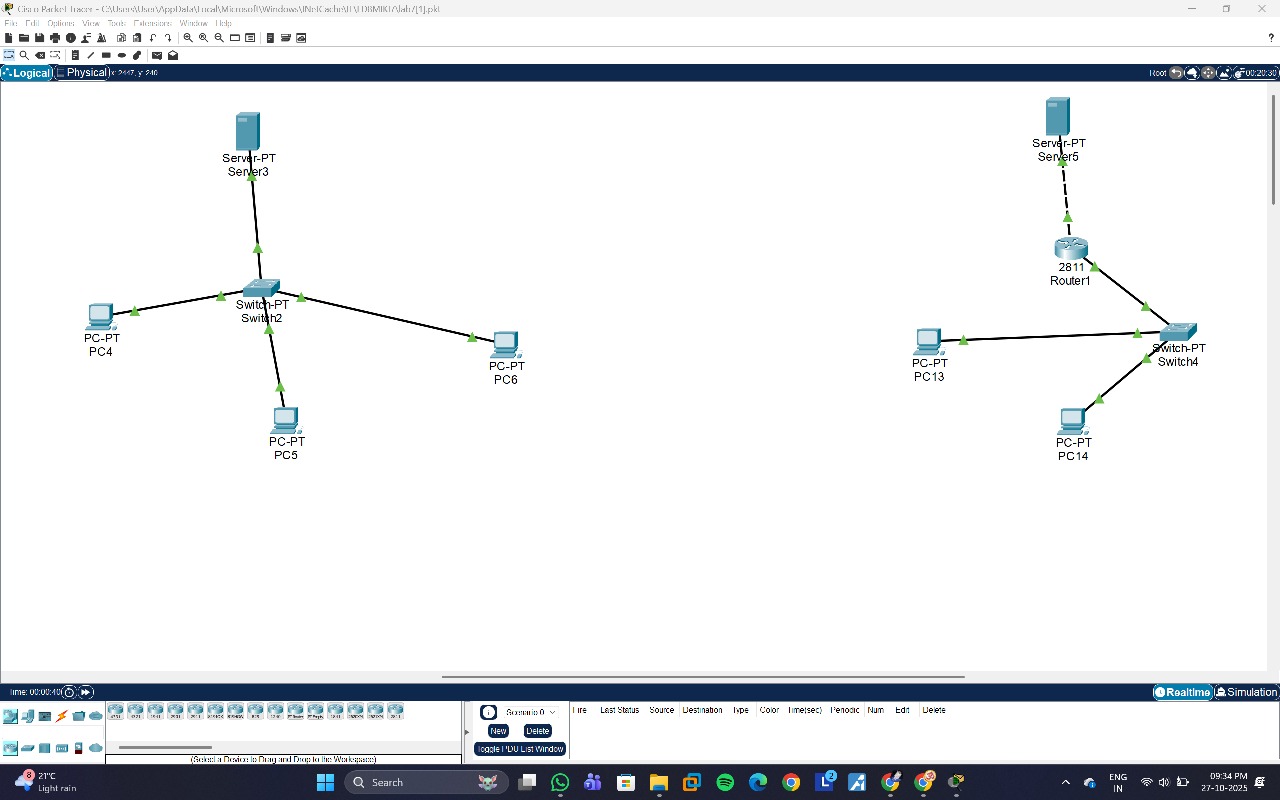 Cisco Packet Tracer - C:\Users\User\AppData\Local\Microsoft\Windows\INetCache\IE\LDBMIK07\lab7[1].pkt
File Edit Options View Tools Extensions Window Help
?
Logical Physical x: 2447, y: 240
Root 00:20:30
Server-PT
Server3
Server-PT
Server5
2811
Router1
Switch-PT
Switch2
PC-PT
PC4
PC-PT
PC6
PC-PT
PC5
PC-PT
PC13
Switch-PT
Switch4
PC-PT
PC14
Time: 00:00:40
Realtime Simulation
Scenario 0
New Delete
Toggle PDU List Window
Fire Last Status Source Destination Type Color Time(sec) Periodic Num Edit Delete
(Select a Device to Drag and Drop to the Workspace)
8
21°C
Light rain
Search
2
ENG
IN
09:34 PM
27-10-2025